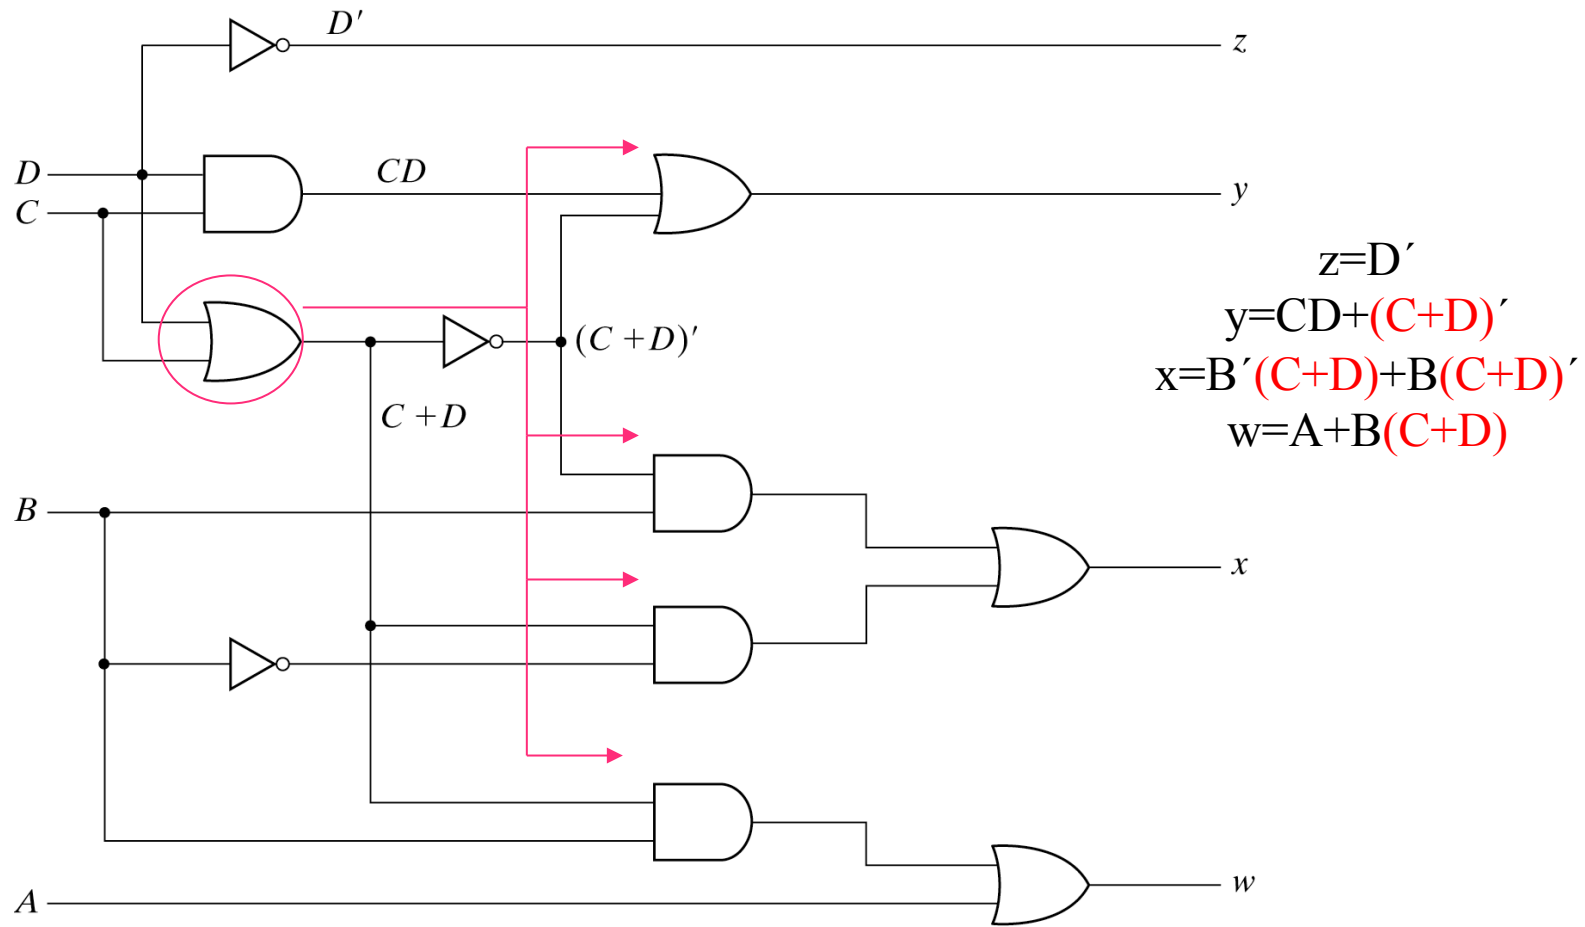 D′
z
D
CD
y
C
z=D´
y=CD+(C+D)´
(C +D)′
x=B´(C+D)+B(C+D)´
C +D
w=A+B(C+D)
B
x
A
w